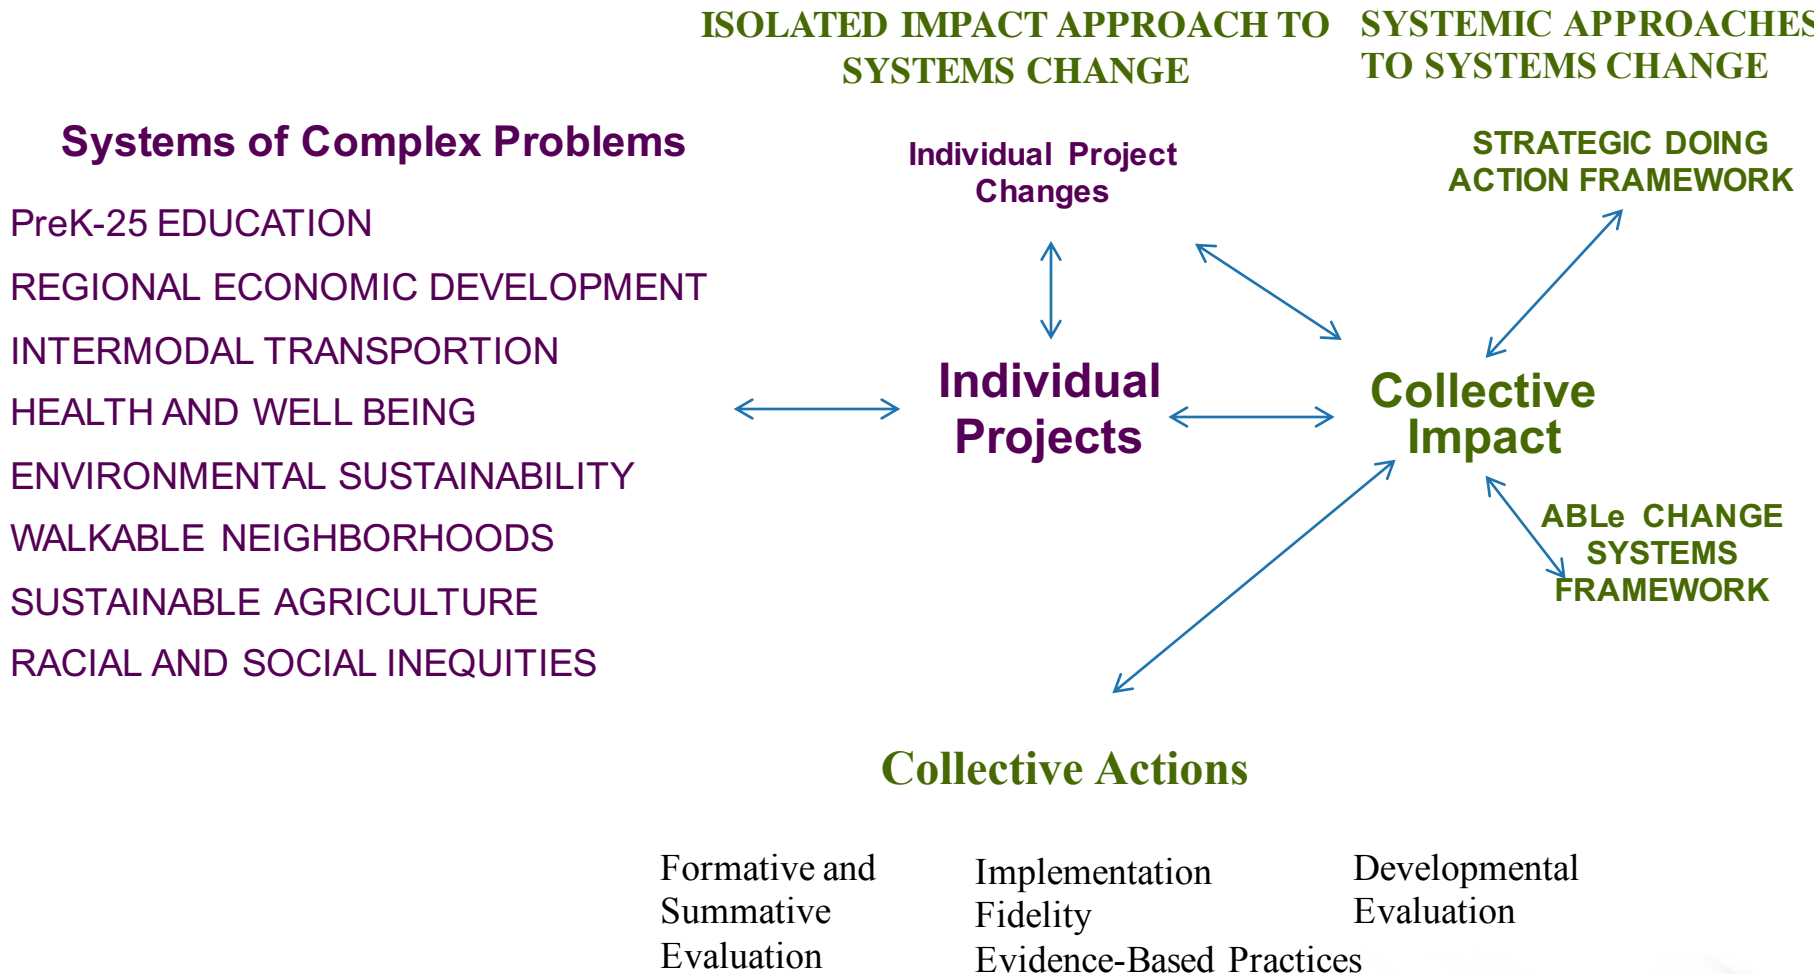 ISOLATED IMPACT APPROACH TO
SYSTEMS CHANGE
SYSTEMIC APPROACHES
TO SYSTEMS CHANGE
Systems of Complex Problems
PreK-25 EDUCATION
REGIONAL ECONOMIC DEVELOPMENT
INTERMODAL TRANSPORTION
HEALTH AND WELL BEING
ENVIRONMENTAL SUSTAINABILITY
WALKABLE NEIGHBORHOODS
SUSTAINABLE AGRICULTURE
RACIAL AND SOCIAL INEQUITIES
Individual Project
Changes
Individual
Projects
STRATEGIC DOING
ACTION FRAMEWORK
Collective
Impact
ABLe CHANGE
SYSTEMS
FRAMEWORK
Collective Actions
Formative and
Summative
Evaluation
Implementation
Fidelity
Evidence-Based Practices
Developmental
Evaluation